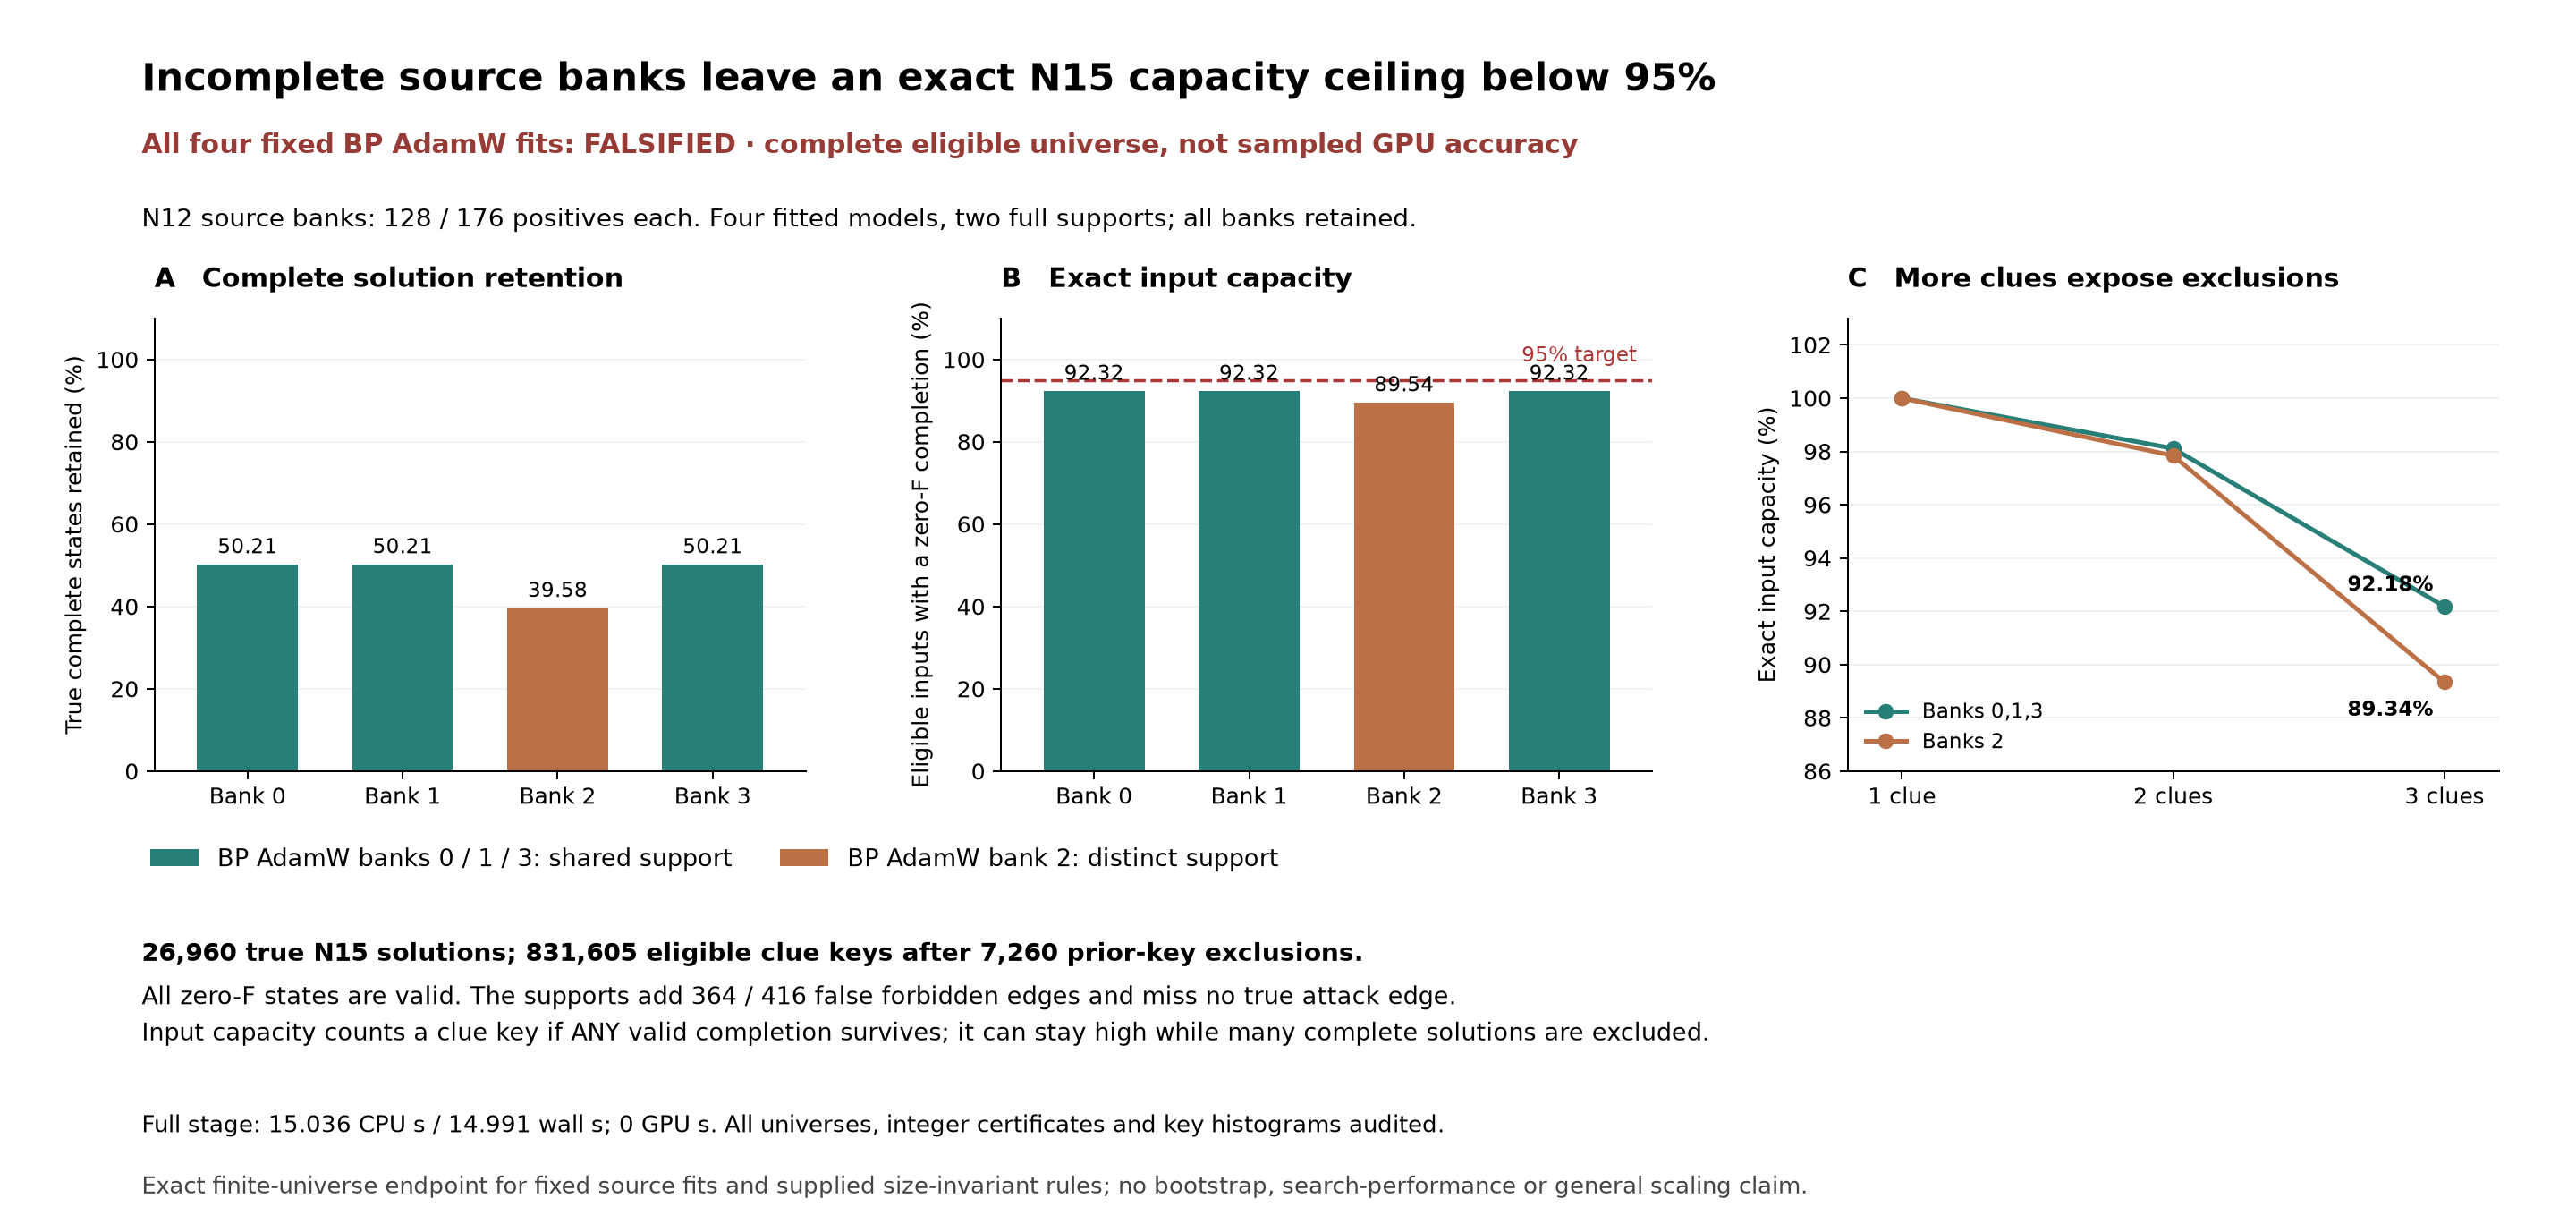 Incomplete source banks leave an exact N15 capacity ceiling below 95%
All four fixed BP AdamW fits: FALSIFIED · complete eligible universe, not sampled GPU accuracy
N12 source banks: 128 / 176 positives each. Four fitted models, two full supports; all banks retained.
A Complete solution retention
True complete states retained (%)
100
80
60
40
20
0
50.21
50.21
39.58
50.21
Bank 0
Bank 1
Bank 2
Bank 3
B Exact input capacity
Eligible inputs with a zero-F completion (%)
100
80
60
40
20
0
95% target
92.32
92.32
89.54
92.32
Bank 0
Bank 1
Bank 2
Bank 3
C More clues expose exclusions
Exact input capacity (%)
102
100
98
96
94
92
90
88
86
92.18%
89.34%
Banks 0,1,3
Banks 2
1 clue
2 clues
3 clues
BP AdamW banks 0 / 1 / 3: shared support
BP AdamW bank 2: distinct support
26,960 true N15 solutions; 831,605 eligible clue keys after 7,260 prior-key exclusions.
All zero-F states are valid. The supports add 364 / 416 false forbidden edges and miss no true attack edge.
Input capacity counts a clue key if ANY valid completion survives; it can stay high while many complete solutions are excluded.
Full stage: 15.036 CPU s / 14.991 wall s; 0 GPU s. All universes, integer certificates and key histograms audited.
Exact finite-universe endpoint for fixed source fits and supplied size-invariant rules; no bootstrap, search-performance or general scaling claim.